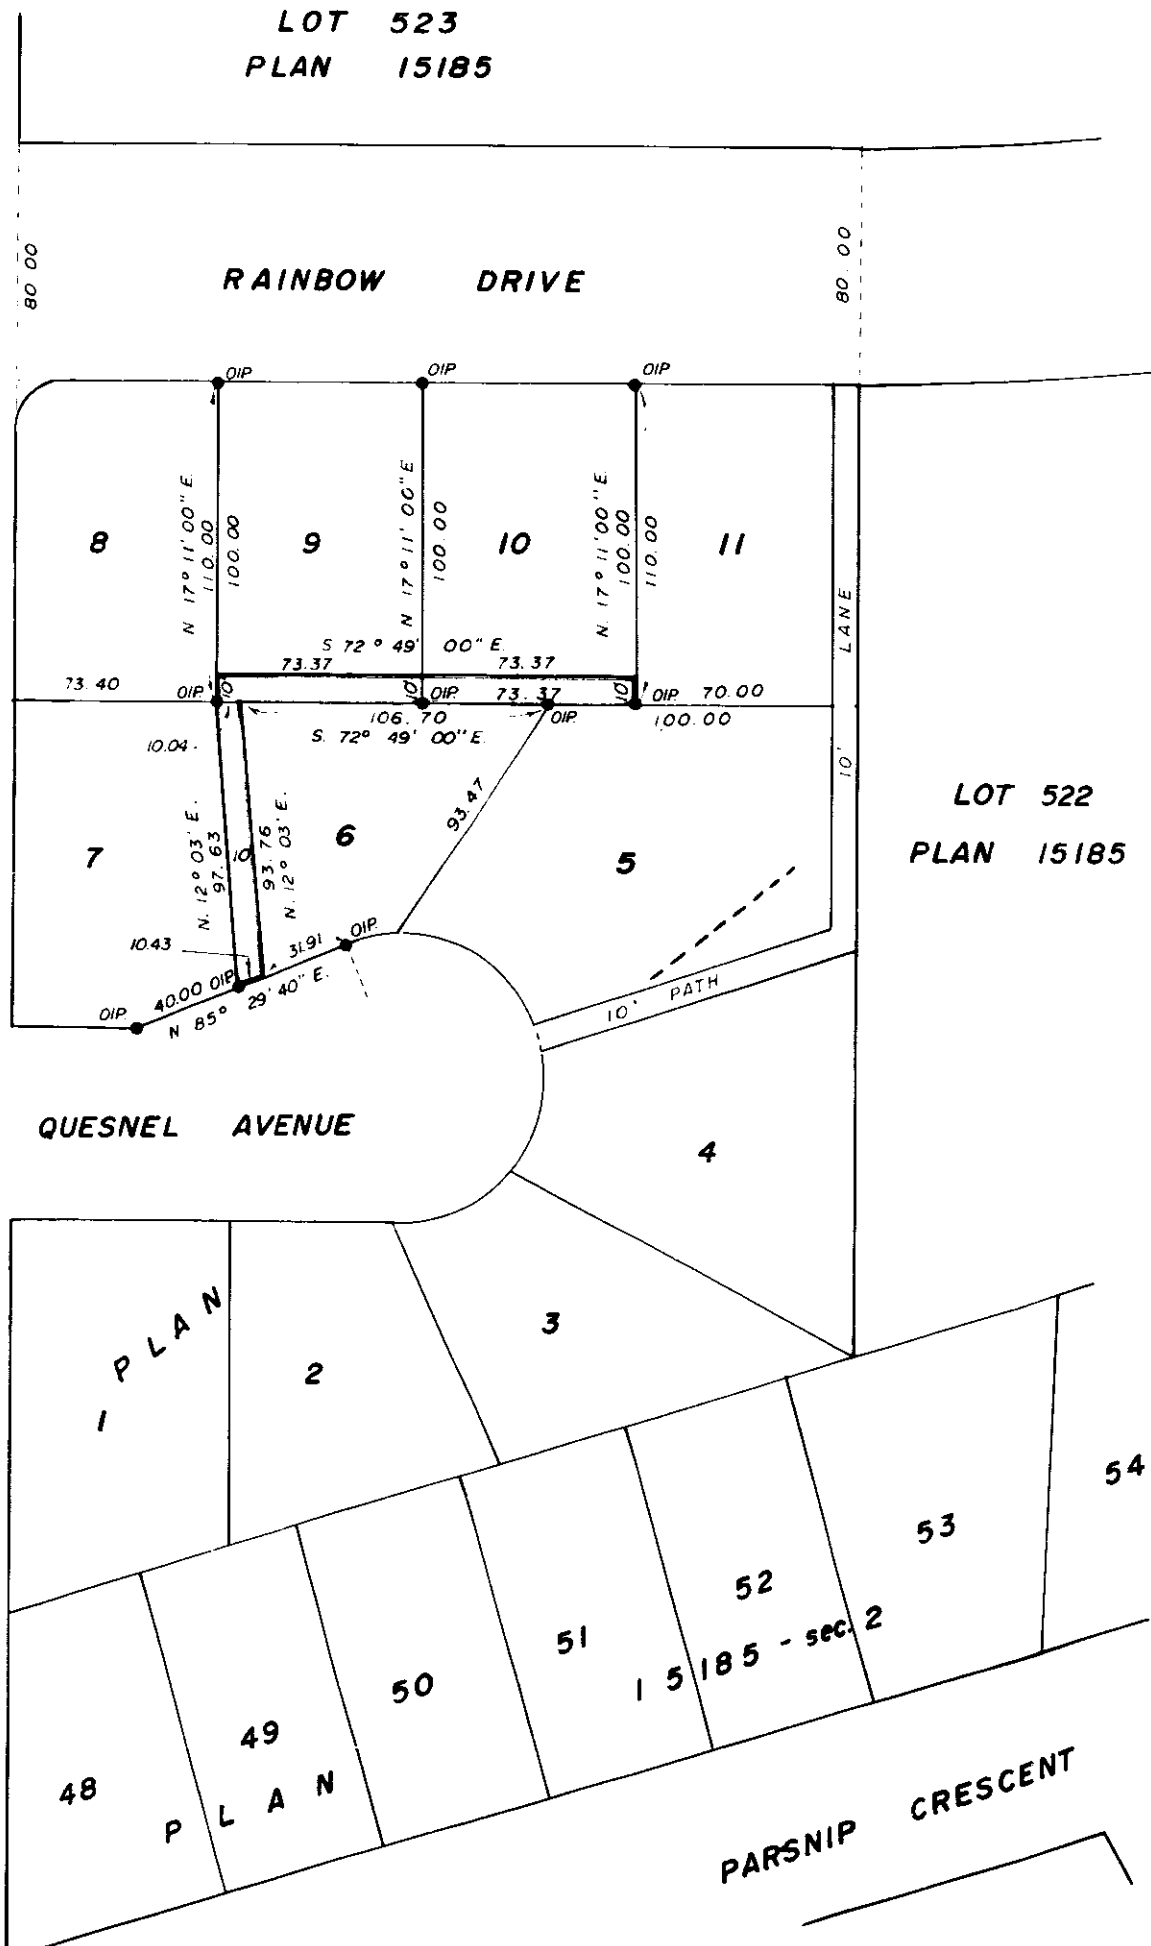 LOT 523
PLAN 15185
80.00
80.00
RAINBOW DRIVE
OIP.
OIP.
OIP.
8
N 17° 11' 00" E.
110.00
100.00
9
N 17° 11' 00" E
100.00
10
N. 17° 11' 00" E.
100.00
110.00
11
10' LANE
S 72° 49' 00" E.
73.37
73.37
73.40
OIP.
10'
10'
OIP.
73.37
OIP.
10'
OIP.
70.00
106.70
100.00
S. 72° 49' 00" E.
10.04
LOT 522
PLAN 15185
7
N. 12° 03' E.
97.63
10'
93.76
N. 12° 03' E.
6
93.47
5
10.43
31.91
OIP.
40.00
OIP.
OIP.
N 85° 29' 40" E.
10' PATH
QUESNEL AVENUE
4
PLAN
1
2
3
54
53
52
51
15185 - sec. 2
50
49
48
PLAN
PARSNIP CRESCENT